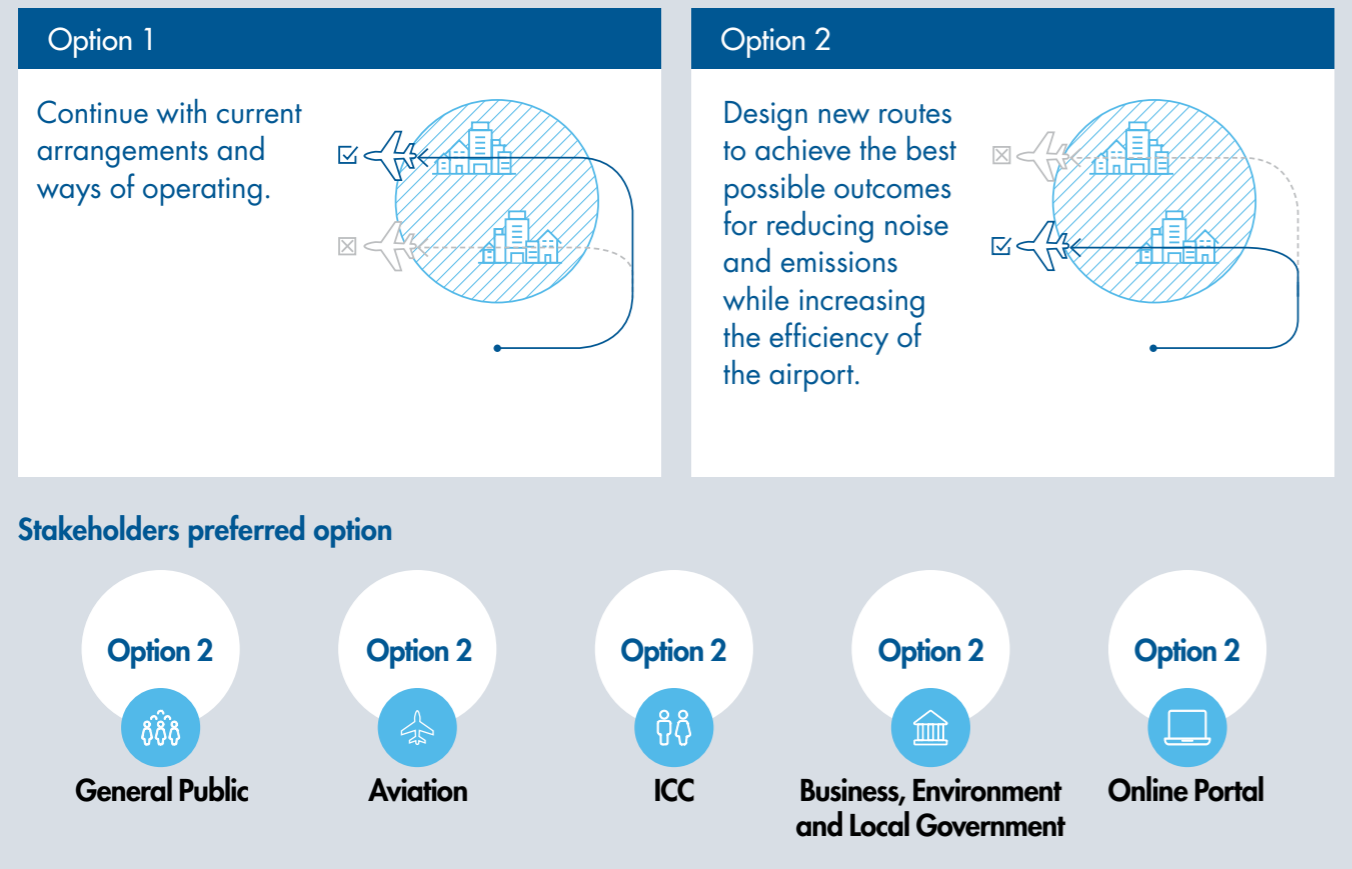 Option 1
Continue with current
arrangements and
ways of operating.
Option 2
Design new routes
to achieve the best
possible outcomes
for reducing noise
and emissions
while increasing
the efficiency of
the airport.
Stakeholders preferred option
Option 2
General Public
Option 2
Aviation
Option 2
ICC
Option 2
Business, Environment
and Local Government
Option 2
Online Portal